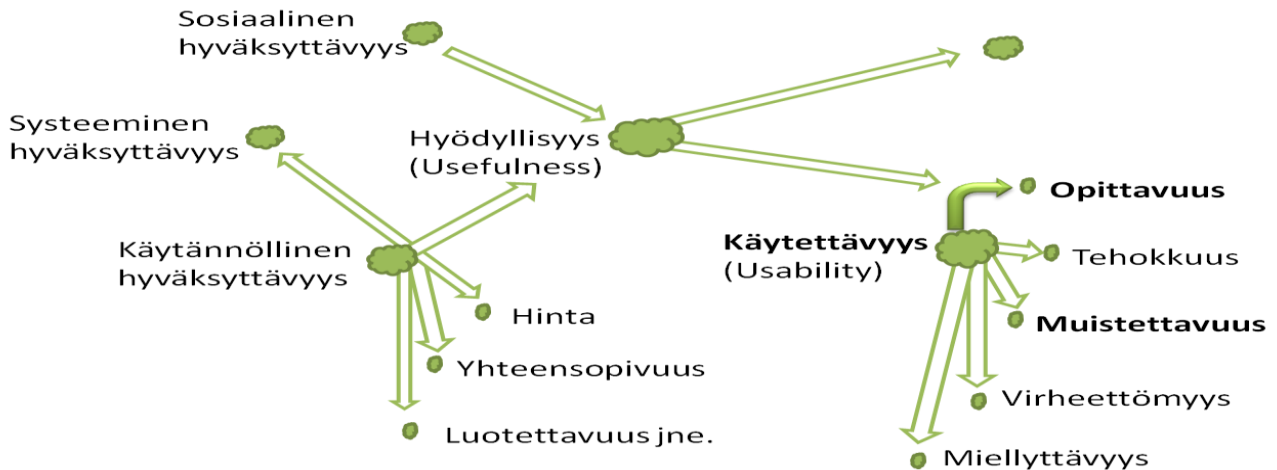 Sosiaalinen
hyväksyttävyys
Systeeminen
hyväksyttävyys
Hyödyllisyys
(Usefulness)
Käytännöllinen
hyväksyttävyys
Hinta
Yhteensopivuus
Luotettavuus jne.
Käytettävyys
(Usability)
Opittavuus
Tehokkuus
Muistettavuus
Virheettömyys
Miellyttävyys